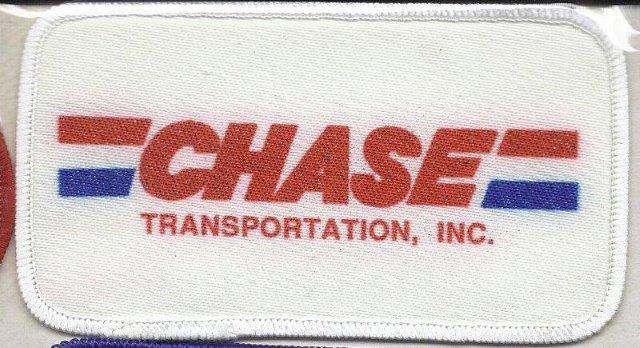 CHASE
TRANSPORTATION, INC.